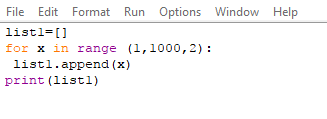 File Edit Format Run Options Window Help
list1=[]
for x in range (1,1000,2):
 list1.append(x)
print(list1)